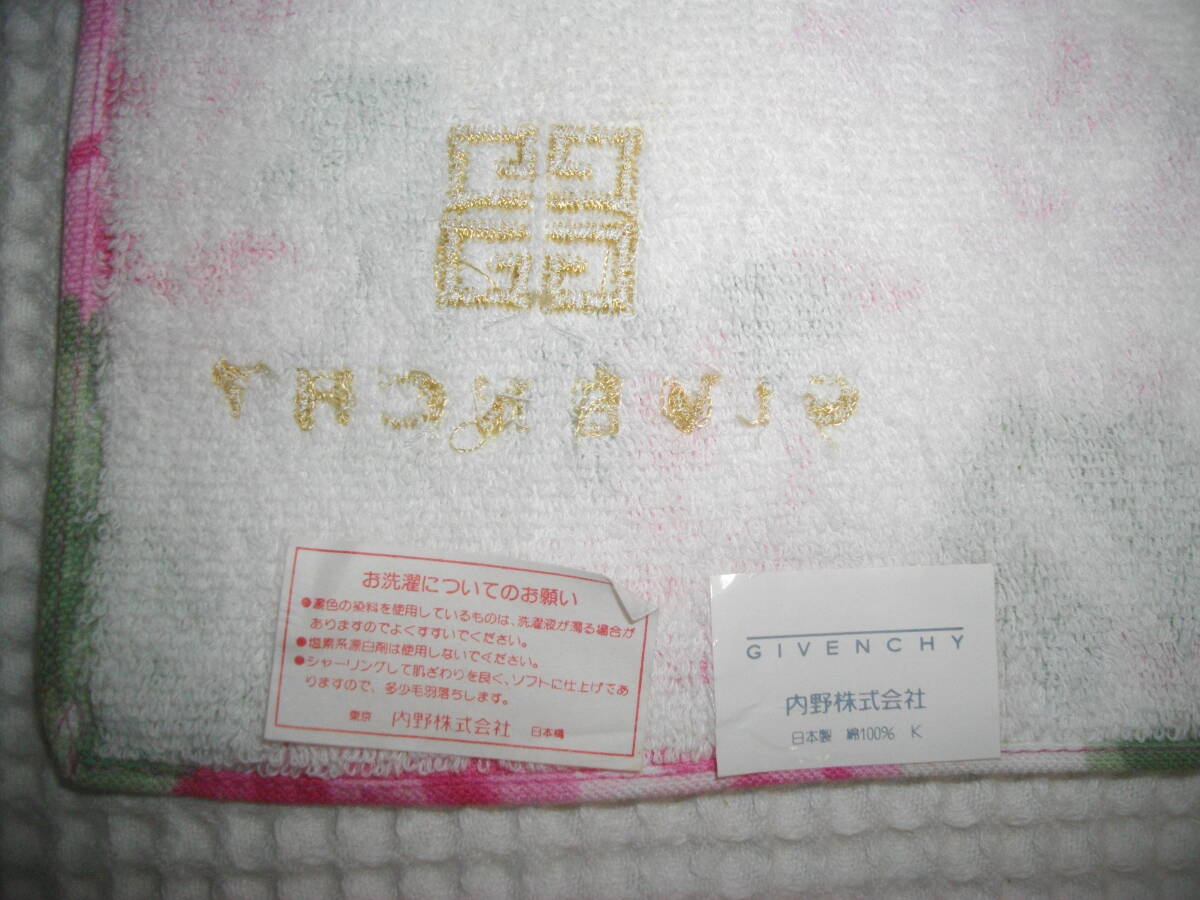 GIVENCHY
お洗濯についてのお願い
●濃色の染料を使用しているものは、洗濯液が濁る場合が
ありますのでよくすすいでください。
●塩素系漂白剤は使用しないでください。
●シャーリングして肌ざわりを良く、ソフトに仕上げてあ
りますので、多少毛羽落ちします。
東京 内野株式会社 日本橋
GIVENCHY
内野株式会社
日本製 綿100% K